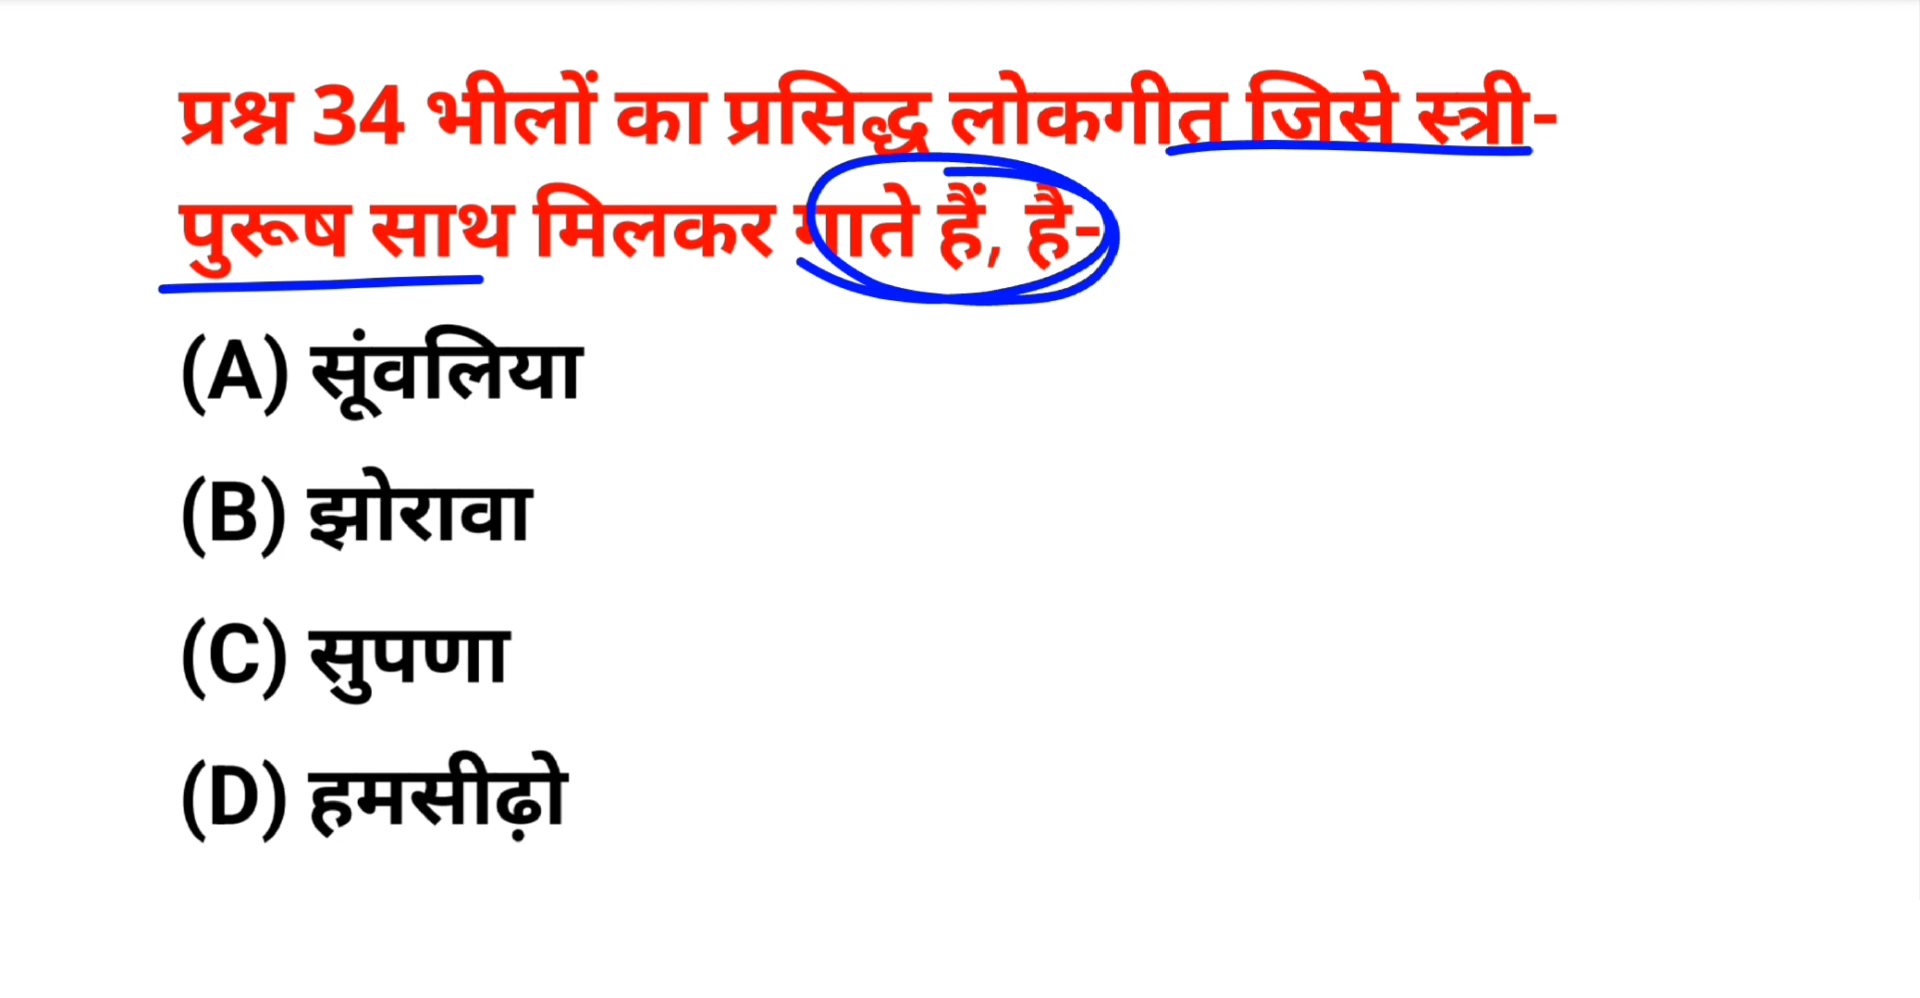 प्रश्न 34 भीलों का प्रसिद्ध लोकगीत जिसे स्त्री-
पुरूष साथ मिलकर गाते हैं, है-
(A) सूंवलिया
(B) झोरावा
(C) सुपणा
(D) हमसीढ़ो